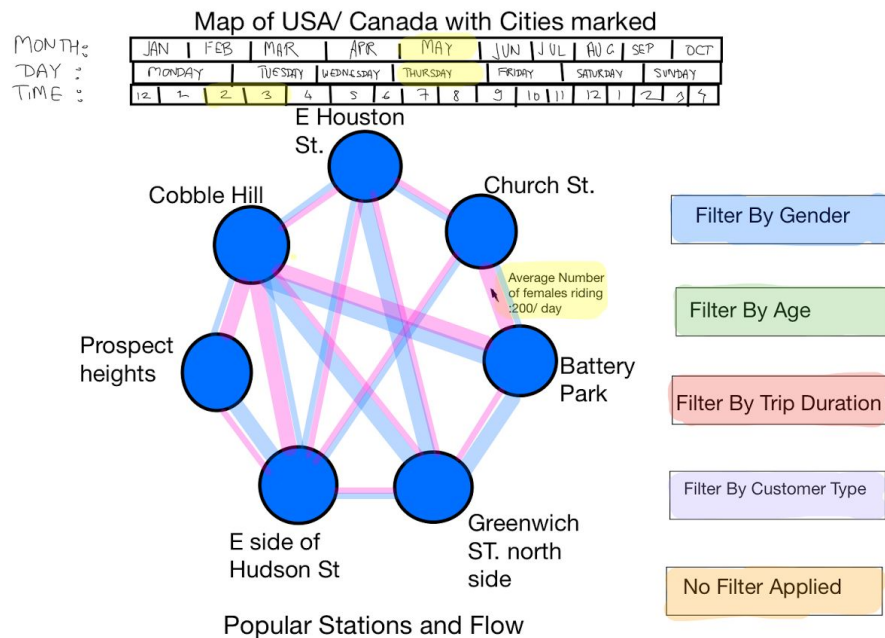 Map of USA/ Canada with Cities marked
MONTH: JAN FEB MAR APR MAY JUN JUL AUG SEP OCT
DAY: MONDAY TUESDAY WEDNESDAY THURSDAY FRIDAY SATURDAY SUNDAY
TIME: 12 1 2 3 4 5 6 7 8 9 10 11 12 1 2 3 4
E Houston
St.
Cobble Hill
Church St.
Filter By Gender
Average Number
of females riding
:200/ day
Filter By Age
Prospect
heights
Battery
Park
Filter By Trip Duration
Filter By Customer Type
E side of
Hudson St
Greenwich
ST. north
side
No Filter Applied
Popular Stations and Flow